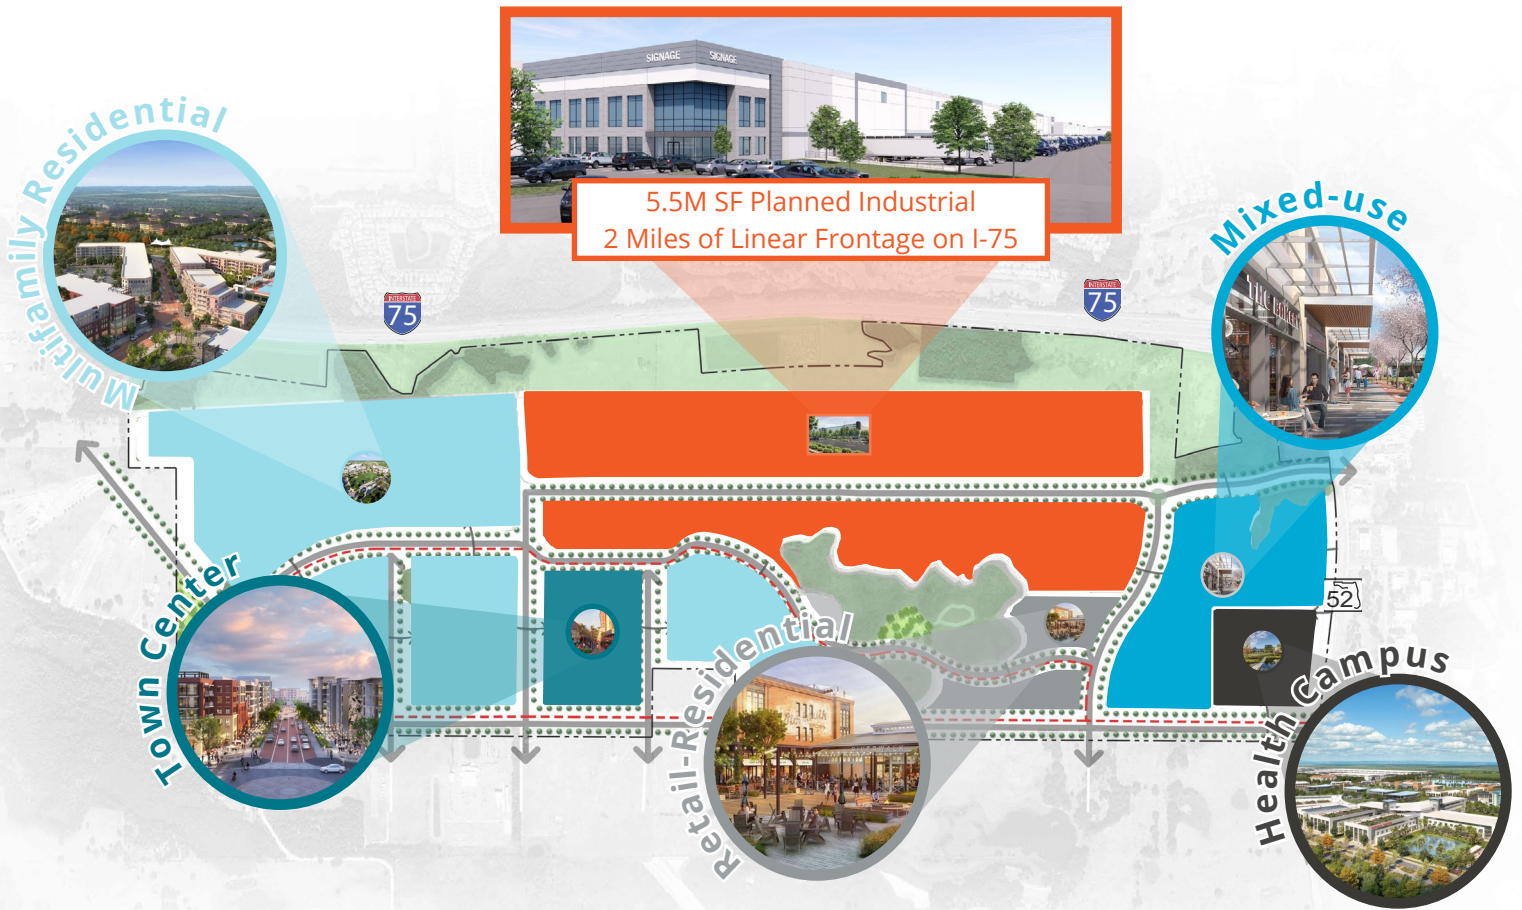 SIGNAGE
SIGNAGE
5.5M SF Planned Industrial
2 Miles of Linear Frontage on I-75
Multifamily Residential
Mixed-use
INTERSTATE
75
INTERSTATE
75
52
Town Center
Retail-Residential
Health Campus